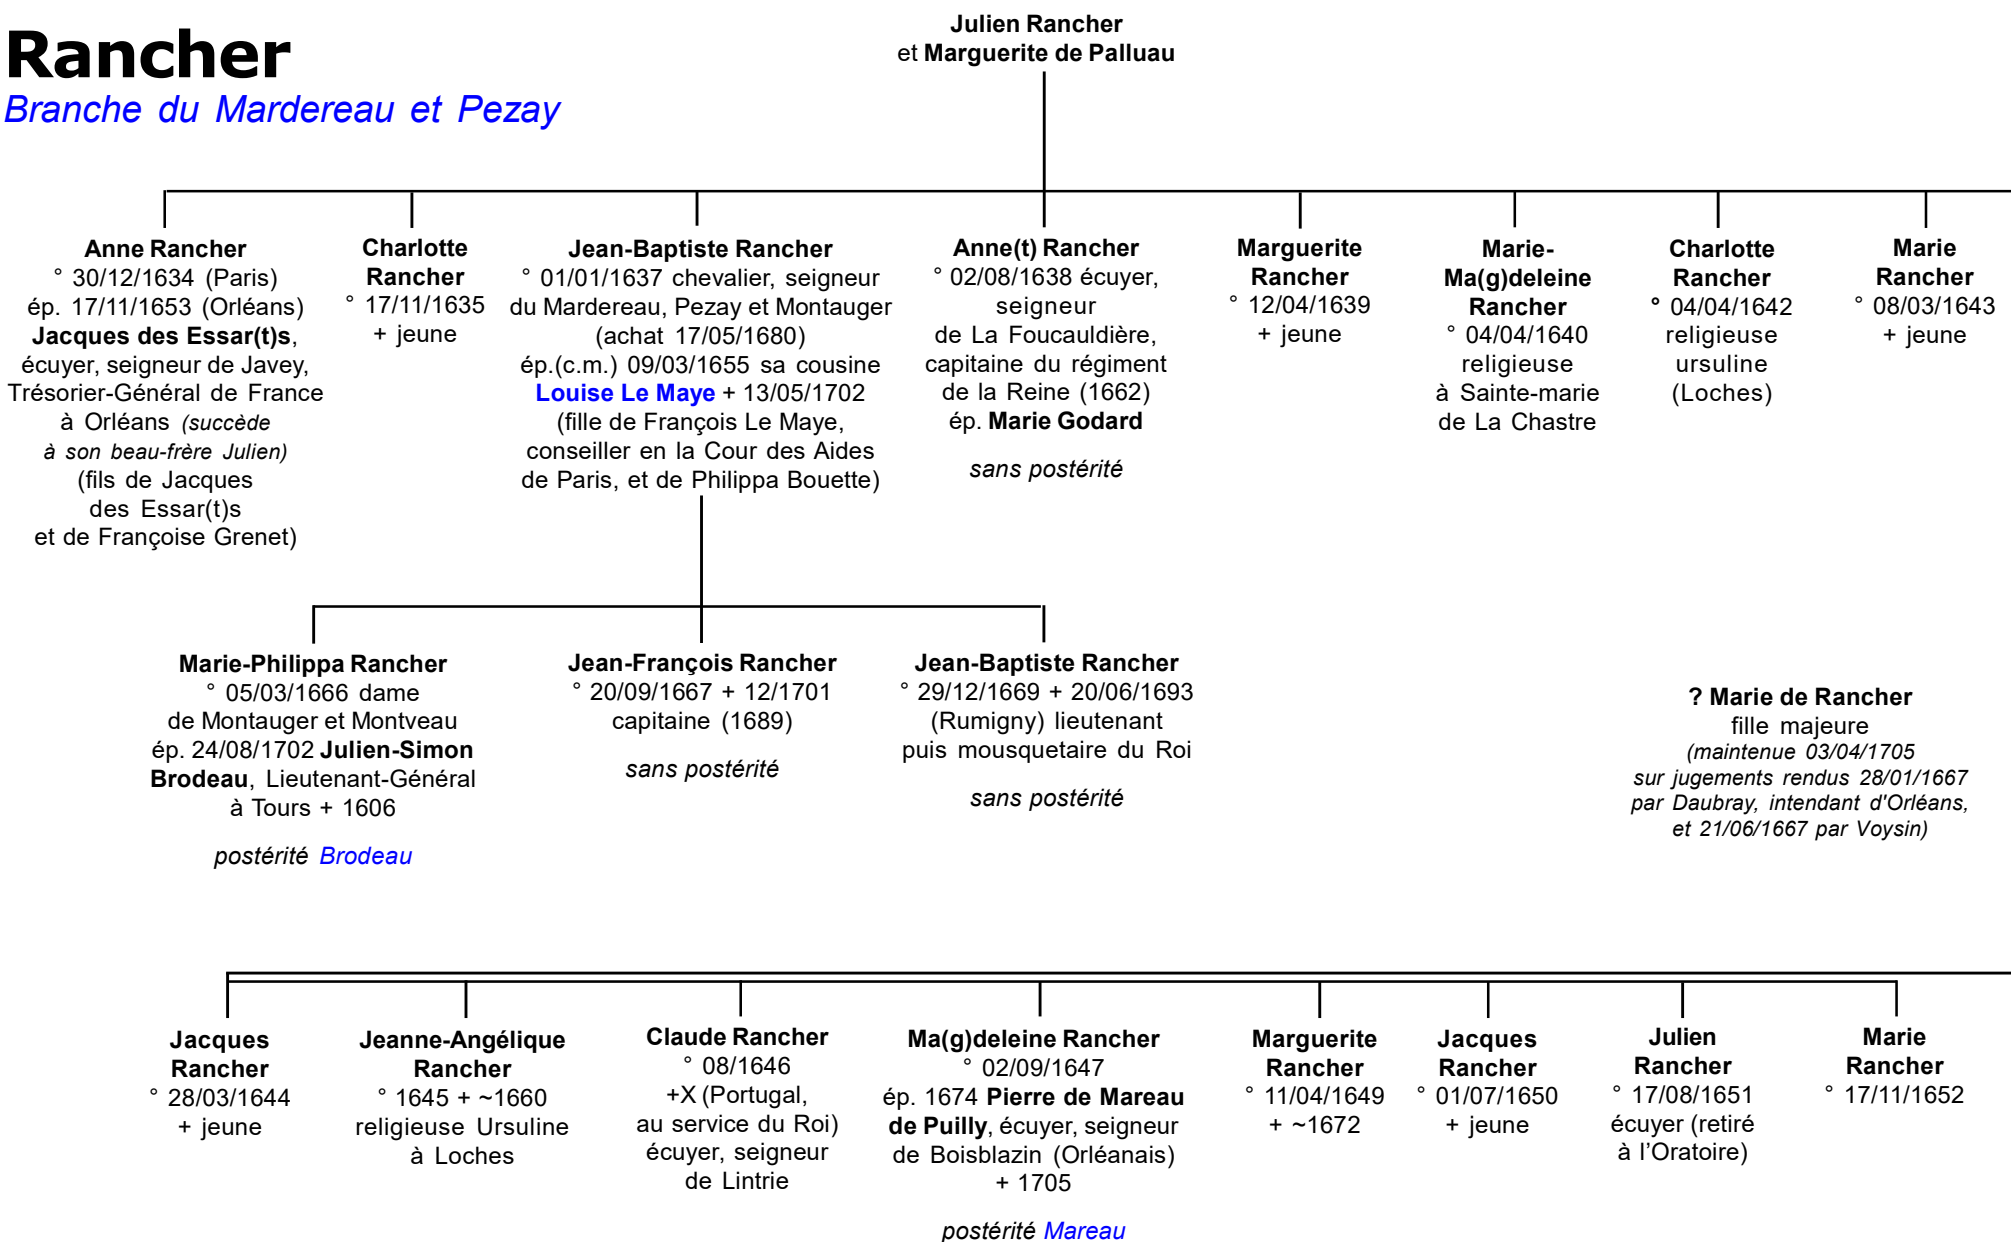 Rancher
Branche du Mardereau et Pezay
Julien Rancher
et Marguerite de Palluau
Anne Rancher
° 30/12/1634 (Paris)
ép. 17/11/1653 (Orléans)
Jacques des Essar(t)s,
écuyer, seigneur de Javey,
Trésorier-Général de France
à Orléans (succède
à son beau-frère Julien)
(fils de Jacques
des Essar(t)s
et de Françoise Grenet)
Charlotte
Rancher
° 17/11/1635
+ jeune
Jean-Baptiste Rancher
° 01/01/1637 chevalier, seigneur
du Mardereau, Pezay et Montauger
(achat 17/05/1680)
ép.(c.m.) 09/03/1655 sa cousine
Louise Le Maye + 13/05/1702
(fille de François Le Maye,
conseiller en la Cour des Aides
de Paris, et de Philippa Bouette)
Anne(t) Rancher
° 02/08/1638 écuyer,
seigneur
de La Foucauldière,
capitaine du régiment
de la Reine (1662)
ép. Marie Godard
sans postérité
Marguerite
Rancher
° 12/04/1639
+ jeune
Marie-
Ma(g)deleine
Rancher
° 04/04/1640
religieuse
à Sainte-marie
de La Chastre
Charlotte
Rancher
° 04/04/1642
religieuse
ursuline
(Loches)
Marie
Rancher
° 08/03/1643
+ jeune
Marie-Philippa Rancher
° 05/03/1666 dame
de Montauger et Montveau
ép. 24/08/1702 Julien-Simon
Brodeau, Lieutenant-Général
à Tours + 1606
postérité Brodeau
Jean-François Rancher
° 20/09/1667 + 12/1701
capitaine (1689)
sans postérité
Jean-Baptiste Rancher
° 29/12/1669 + 20/06/1693
(Rumigny) lieutenant
puis mousquetaire du Roi
sans postérité
? Marie de Rancher
fille majeure
(maintenue 03/04/1705
sur jugements rendus 28/01/1667
par Daubray, intendant d'Orléans,
et 21/06/1667 par Voysin)
Jacques
Rancher
° 28/03/1644
+ jeune
Jeanne-Angélique
Rancher
° 1645 + ~1660
religieuse Ursuline
à Loches
Claude Rancher
° 08/1646
+X (Portugal,
au service du Roi)
écuyer, seigneur
de Lintrie
Ma(g)deleine Rancher
° 02/09/1647
ép. 1674 Pierre de Mareau
de Puilly, écuyer, seigneur
de Boisblazin (Orléanais)
+ 1705
postérité Mareau
Marguerite
Rancher
° 11/04/1649
+ ~1672
Jacques
Rancher
° 01/07/1650
+ jeune
Julien
Rancher
° 17/08/1651
écuyer (retiré
à l’Oratoire)
Marie
Rancher
° 17/11/1652